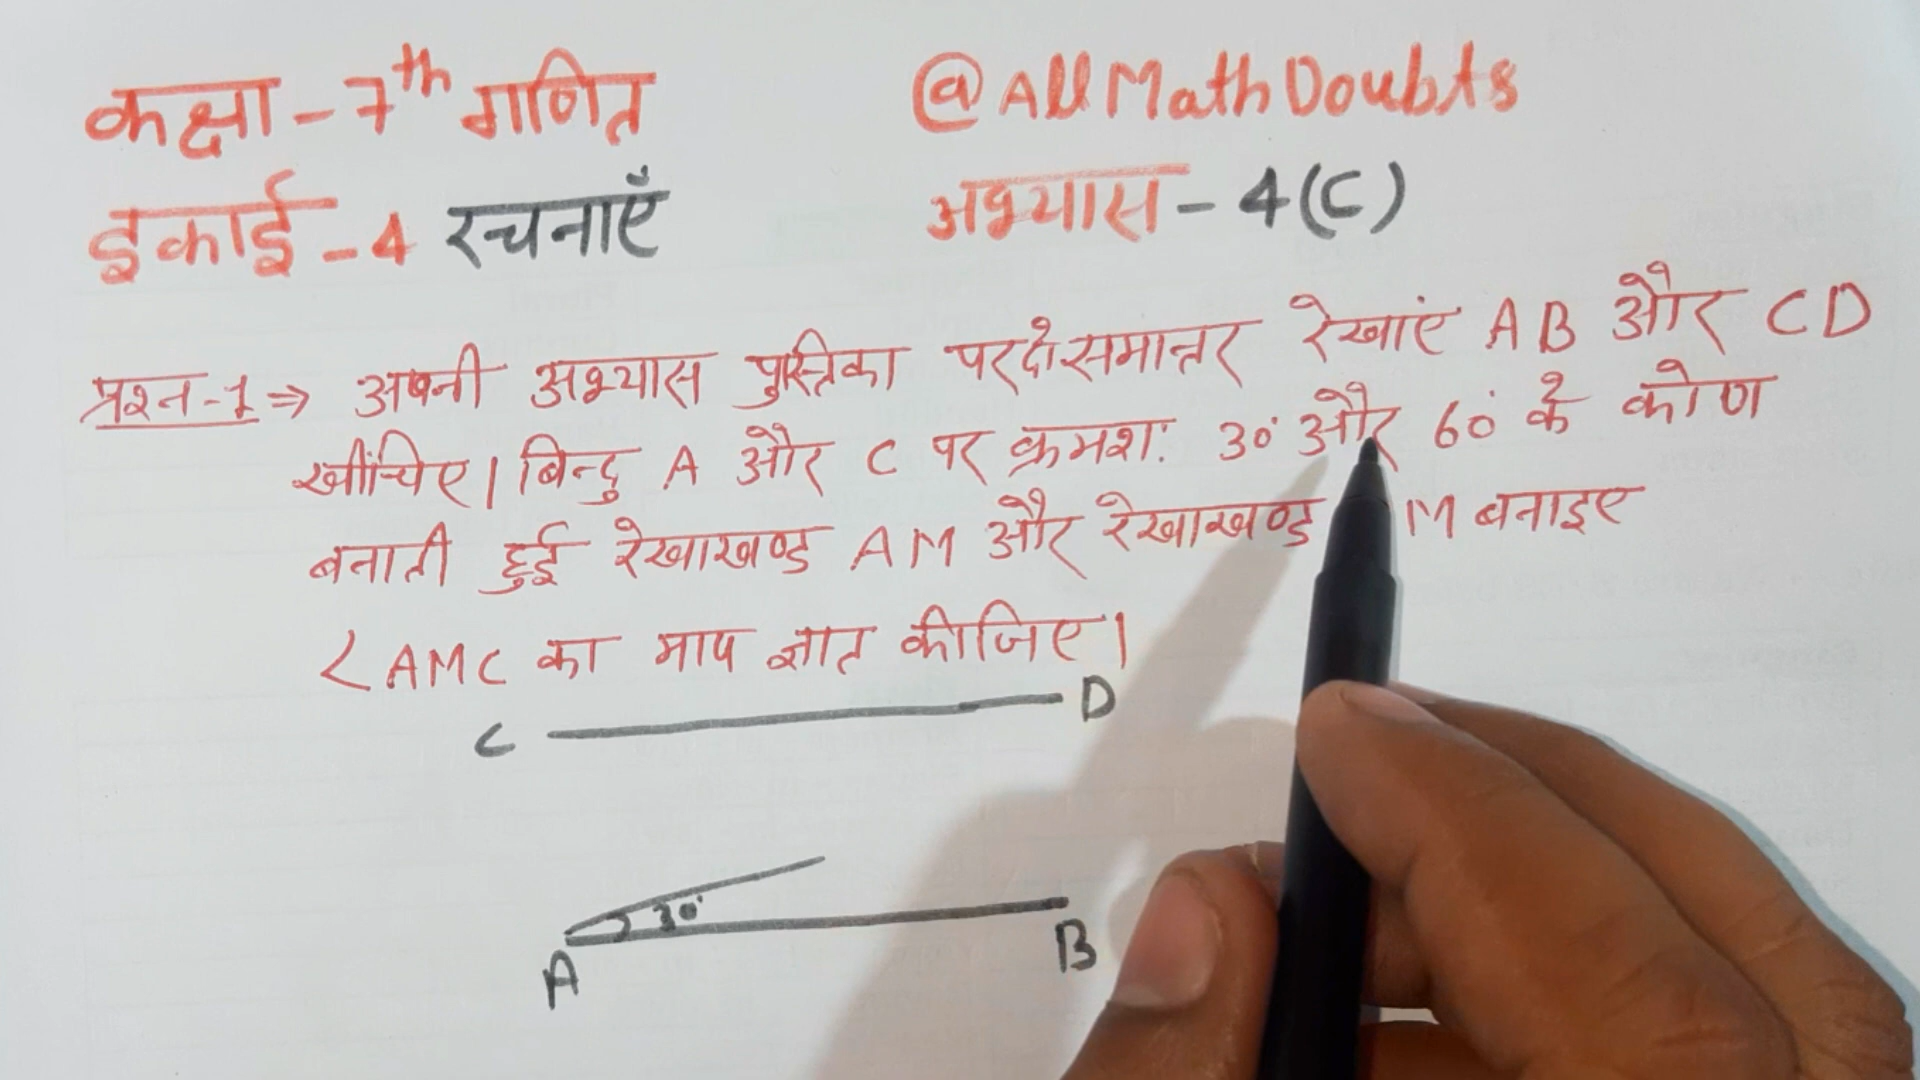 कक्षा-7th गणित
@AllMathDoubts
इकाई-4 रचनाएँ
अभ्यास-4(C)
प्रश्न-1⇒ अपनी अभ्यास पुस्तिका पर दो समान्तर रेखाएं AB और CD
खींचिए। बिन्दु A और C पर क्रमश: 30° और 60° के कोण
बनाती हुई रेखाखण्ड AM और रेखाखण्ड M बनाइए
<AMC का माप ज्ञात कीजिए।
C D
30°
A B